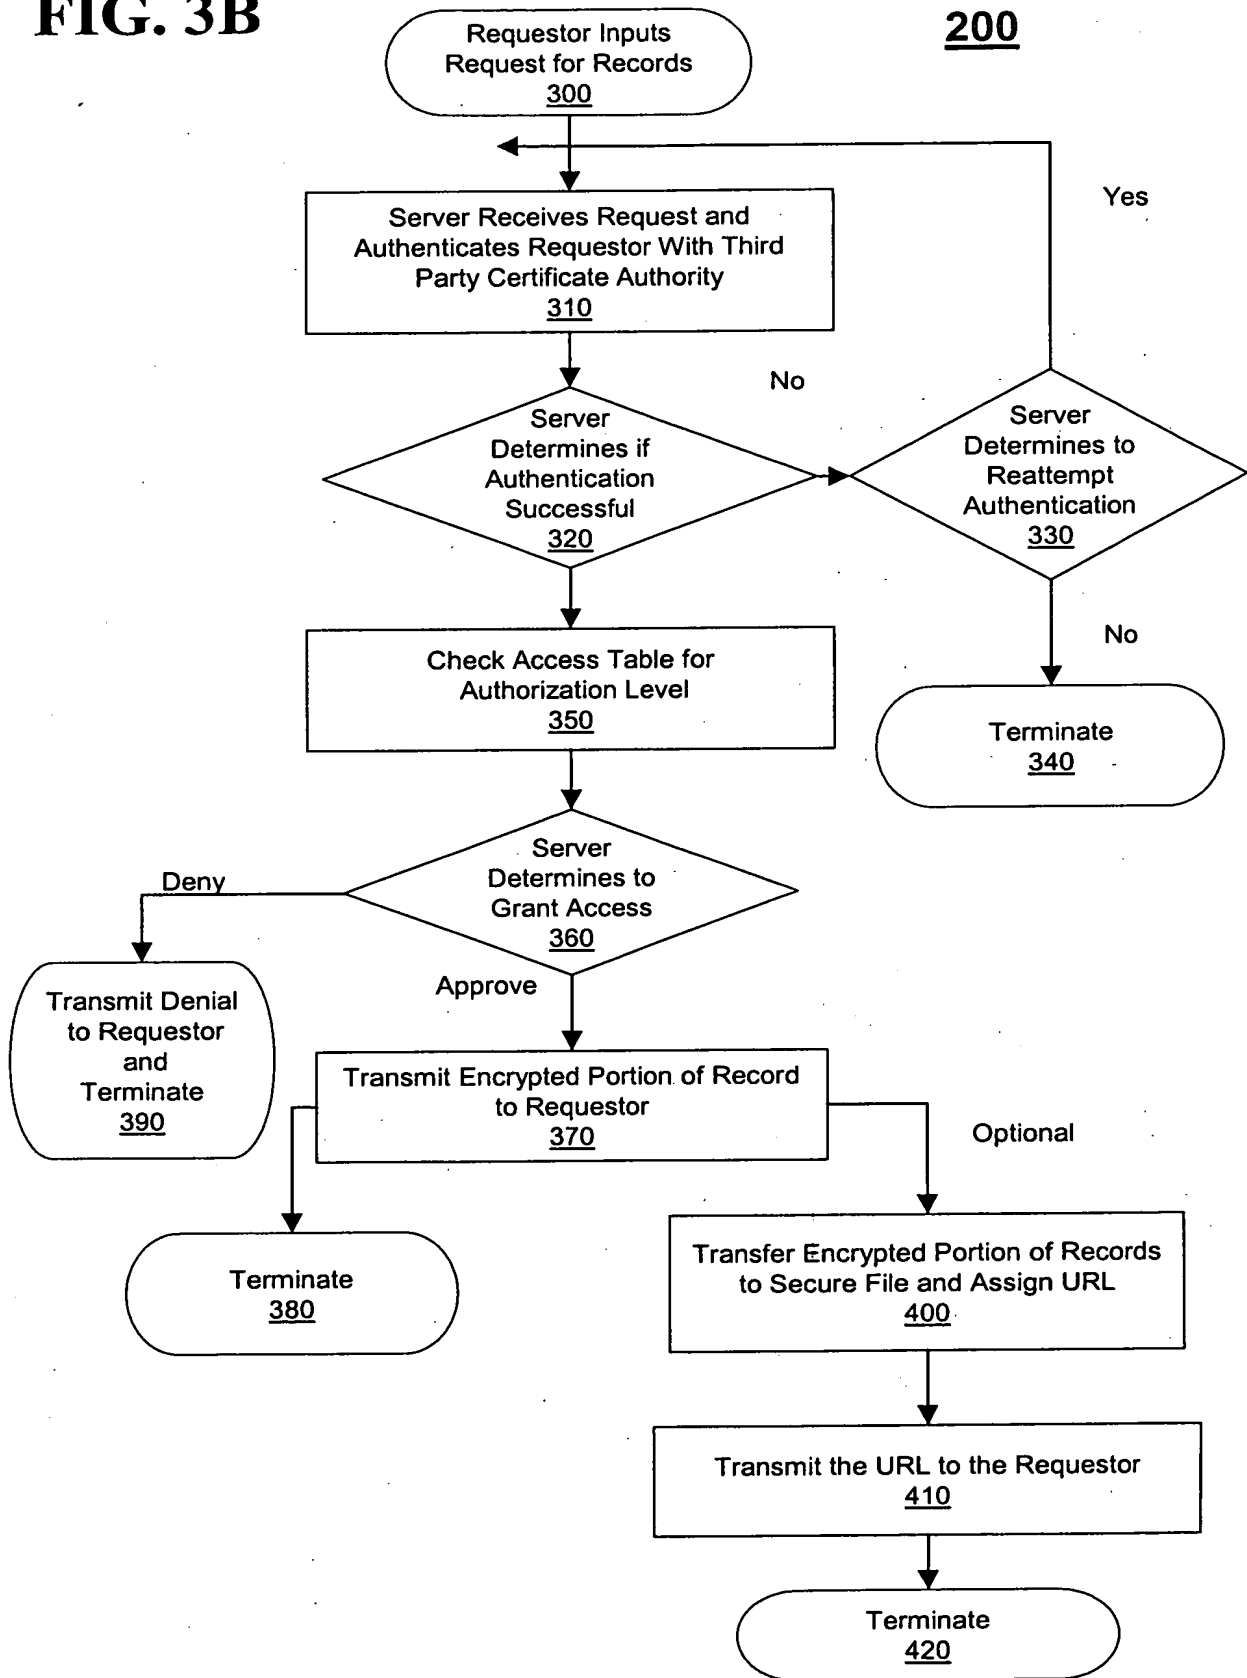 FIG. 3B
200
Requestor Inputs
Request for Records
300
Yes
Server Receives Request and
Authenticates Requestor With Third
Party Certificate Authority
310
No
Server
Determines if
Authentication
Successful
320
Server
Determines to
Reattempt
Authentication
330
No
Check Access Table for
Authorization Level
350
Terminate
340
Server
Determines to
Grant Access
360
Deny
Approve
Transmit Denial
to Requestor
and
Terminate
390
Transmit Encrypted Portion of Record
to Requestor
370
Optional
Terminate
380
Transfer Encrypted Portion of Records
to Secure File and Assign URL
400
Transmit the URL to the Requestor
410
Terminate
420